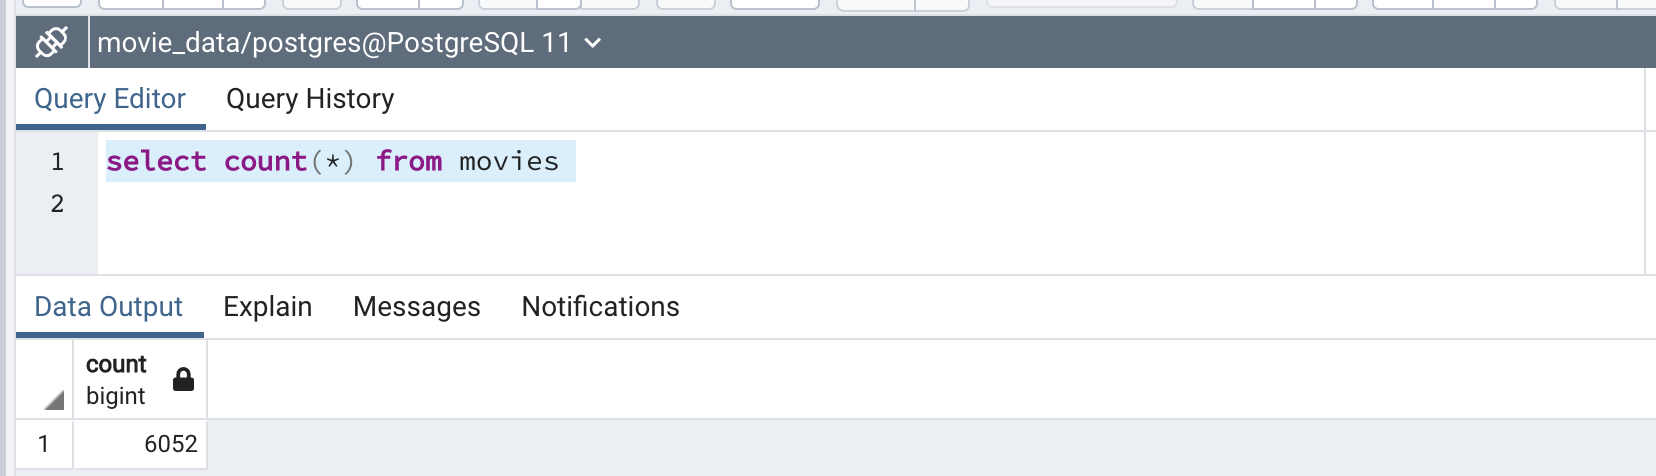 movie_data/postgres@PostgreSQL 11
Query Editor Query History
1 select count(*) from movies
2
Data Output Explain Messages Notifications
count
bigint
1 6052